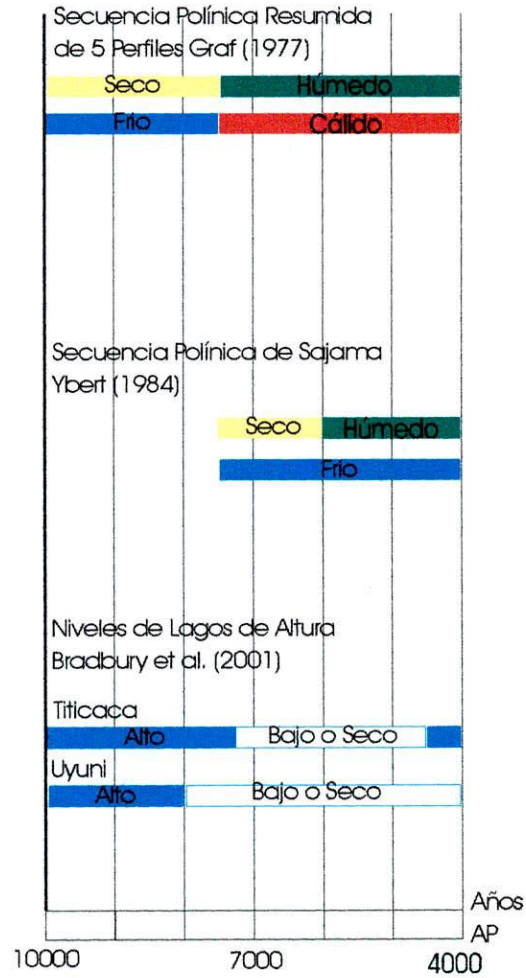 Secuencia Polínica Resumida
de 5 Perfiles Graf (1977)
Seco Húmedo
Frio Cálido
Secuencia Polínica de Sajama
Ybert (1984)
Seco Húmedo
Frio
Niveles de Lagos de Altura
Bradbury et al. (2001)
Titicaca
Alto Bajo o Seco
Uyuni
Alto Bajo o Seco
Años
AP
10000 7000 4000